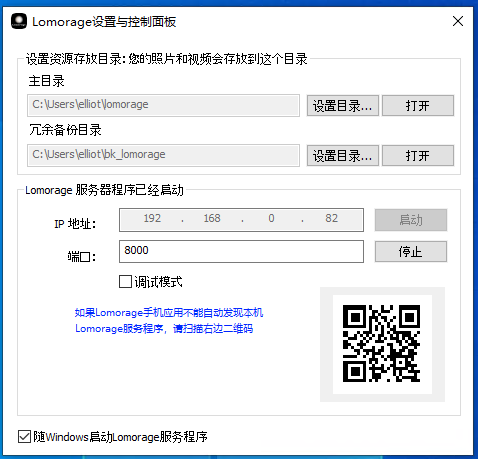 Lomorage设置与控制面板
设置资源存放目录: 您的照片和视频会存放到这个目录
主目录
C:\Users\elliot\lomorage
设置目录...
打开
冗余备份目录
C:\Users\elliot\bk_lomorage
设置目录...
打开
Lomorage 服务器程序已经启动
IP 地址:
192 . 168 . 0 . 82
启动
端口:
8000
停止
调试模式
如果Lomorage手机应用不能自动发现本机
Lomorage服务程序, 请扫描右边二维码
随Windows启动Lomorage服务程序